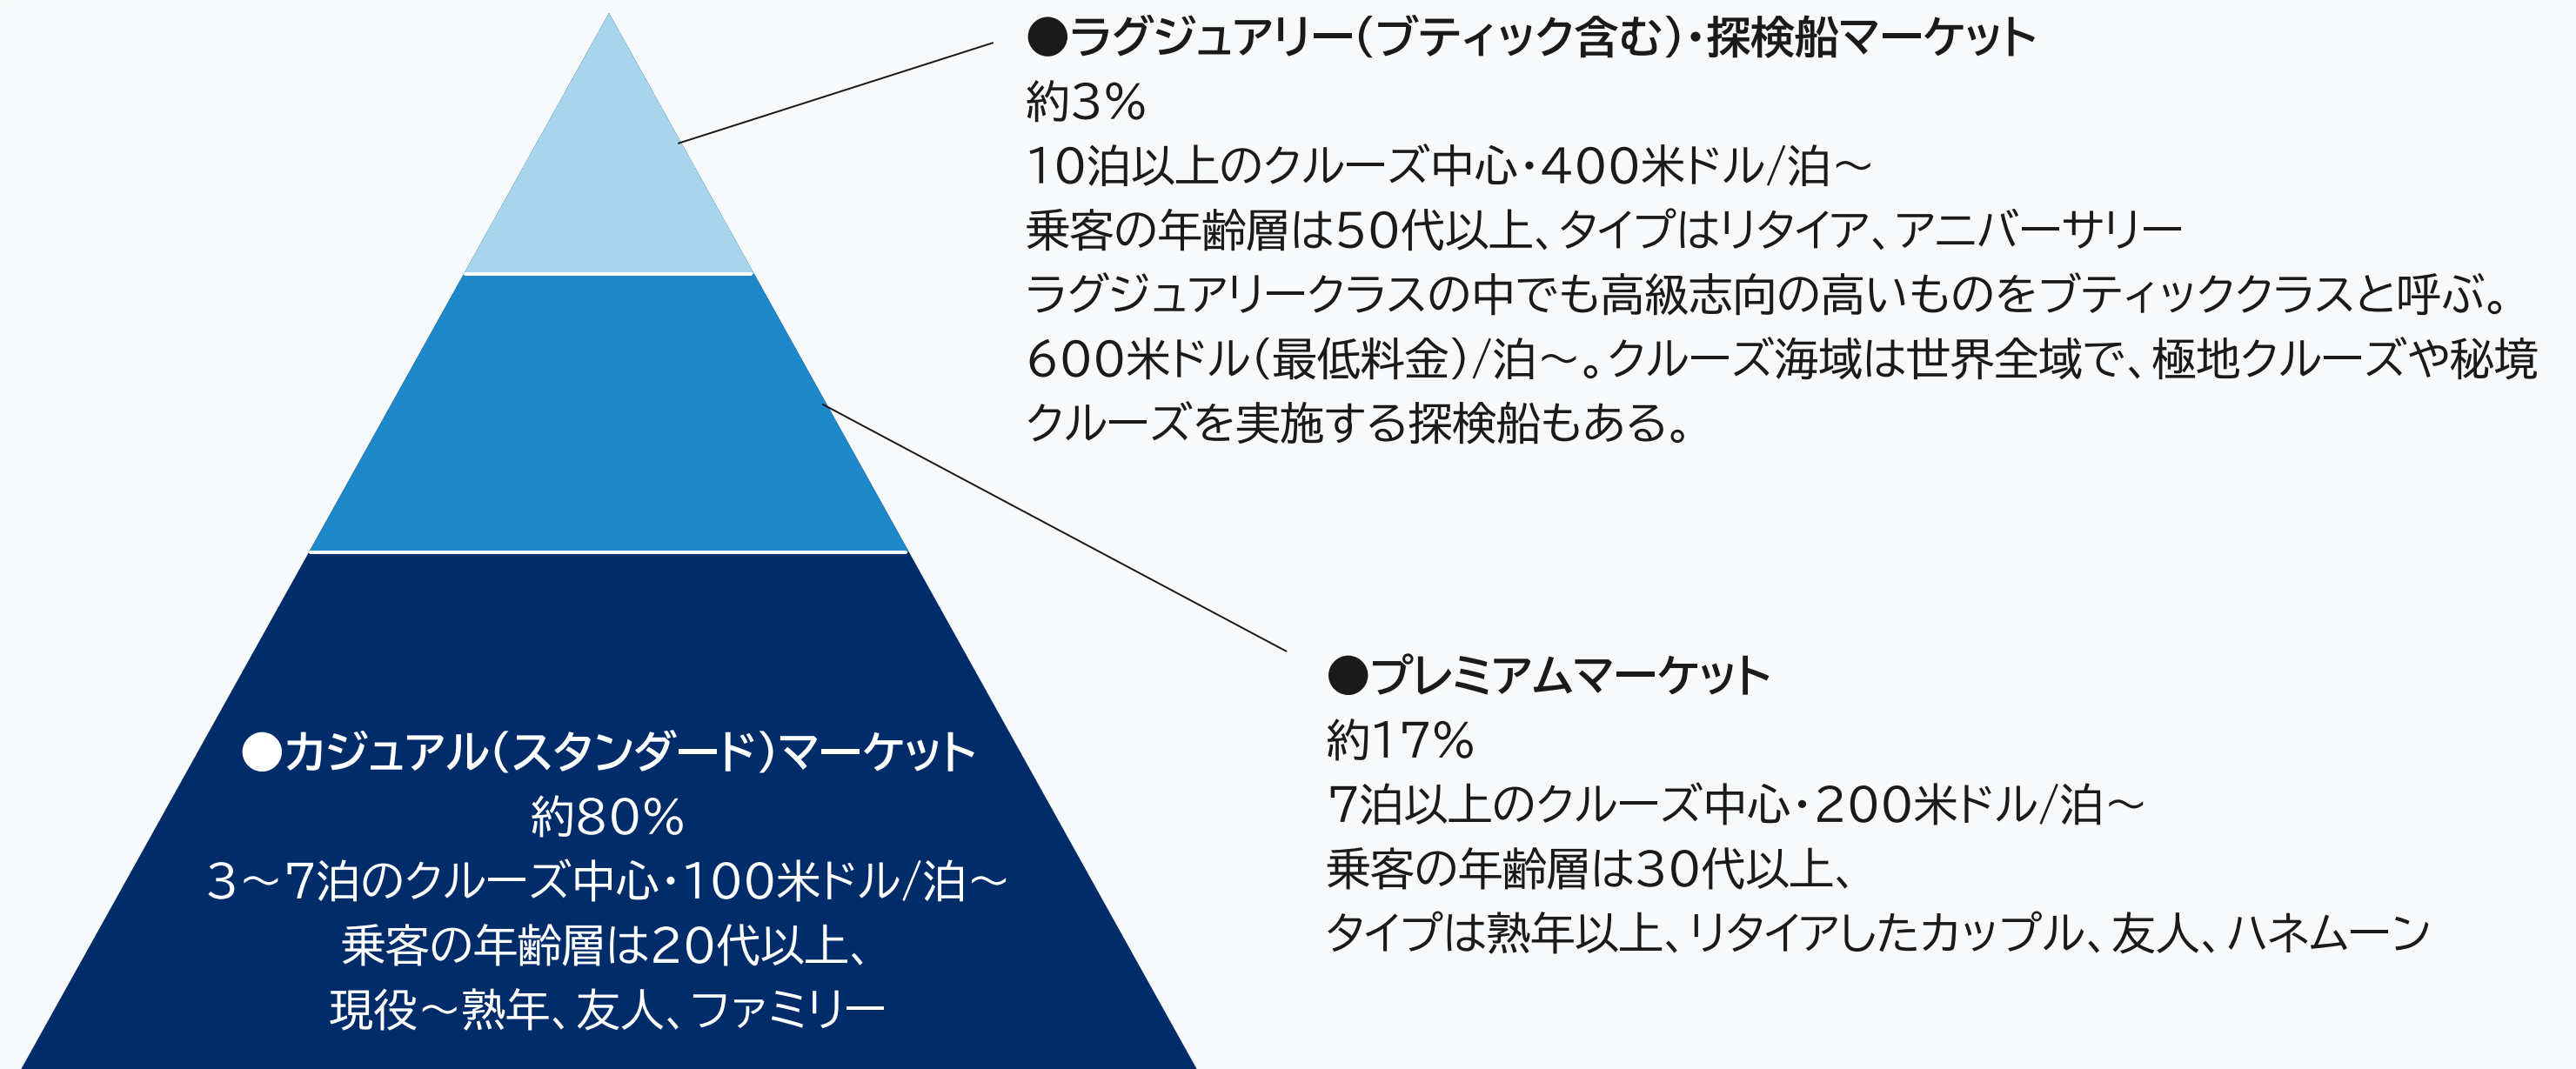 ●ラグジュアリー(ブティック含む)・探検船マーケット
約3%
10泊以上のクルーズ中心・400米ドル/泊~
乗客の年齢層は50代以上、タイプはリタイア、アニバーサリー
ラグジュアリークラスの中でも高級志向の高いものをブティッククラスと呼ぶ。
600米ドル(最低料金)/泊~。クルーズ海域は世界全域で、極地クルーズや秘境
クルーズを実施する探検船もある。
●プレミアムマーケット
約17%
7泊以上のクルーズ中心・200米ドル/泊~
乗客の年齢層は30代以上、
タイプは熟年以上、リタイアしたカップル、友人、ハネムーン
●カジュアル(スタンダード)マーケット
約80%
3~7泊のクルーズ中心・100米ドル/泊~
乗客の年齢層は20代以上、
現役~熟年、友人、ファミリー